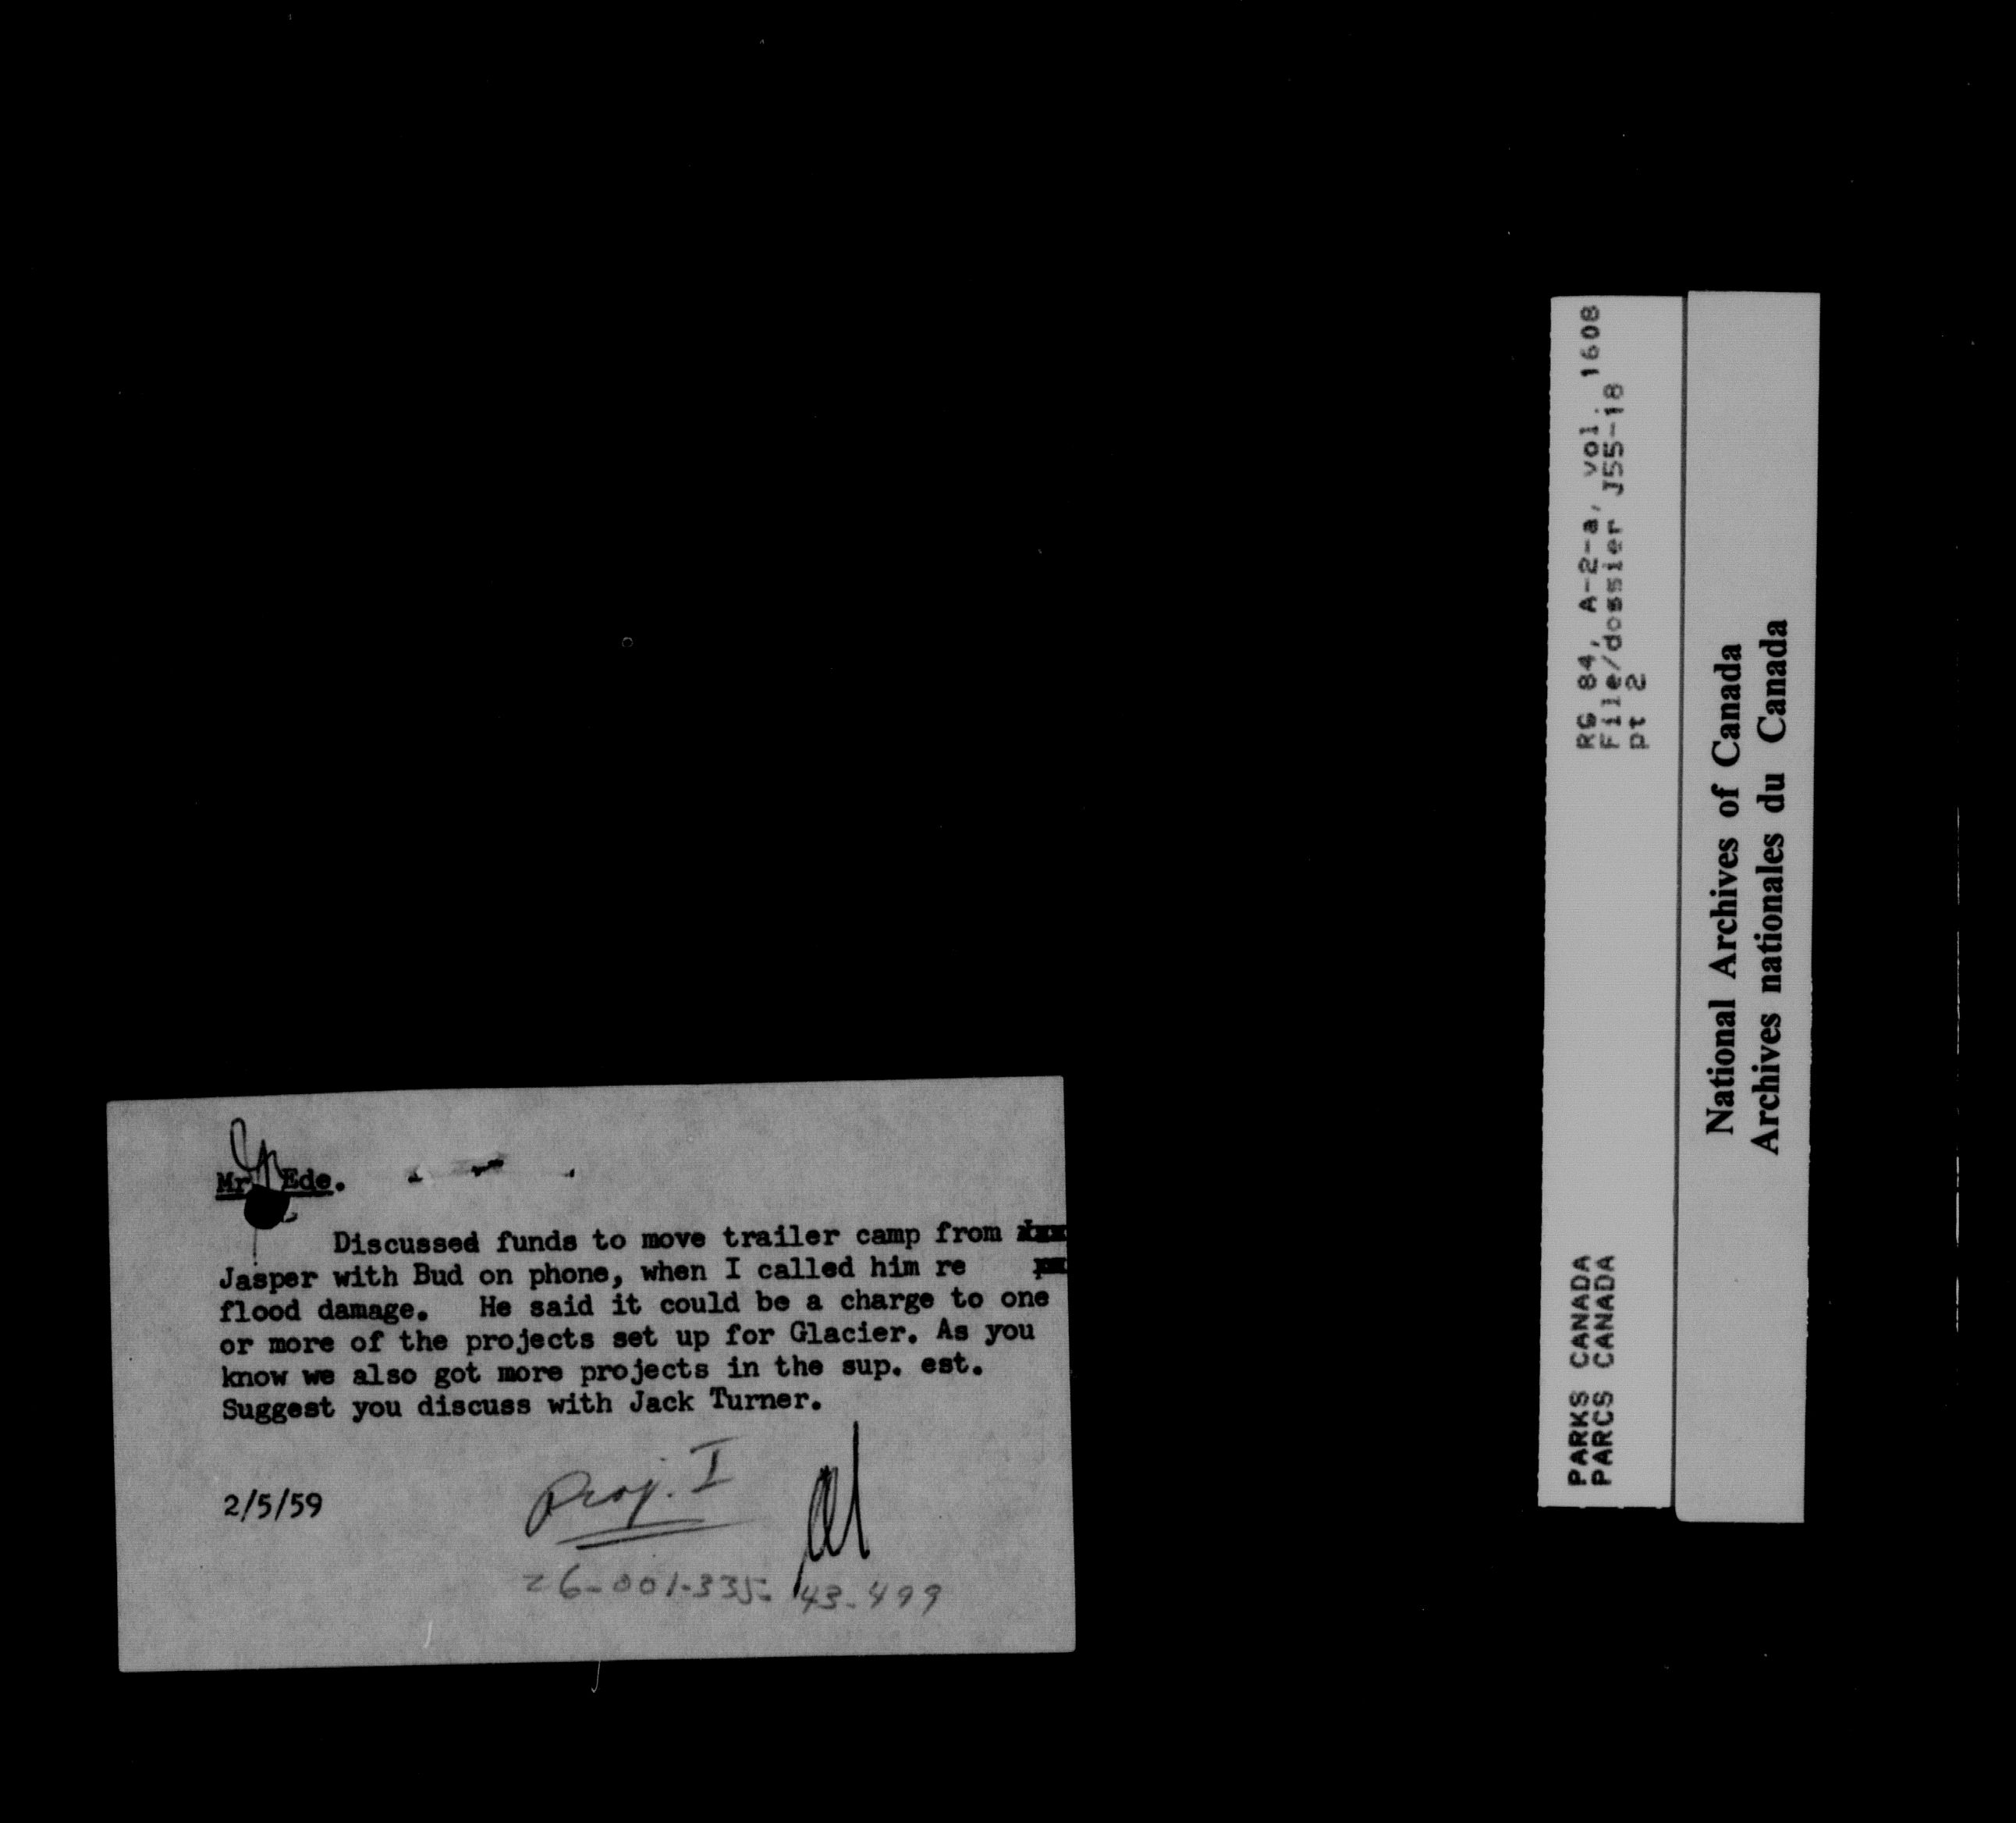 Mr Ede.
Discussed funds to move trailer camp from
Jasper with Bud on phone, when I called him re
flood damage. He said it could be a charge to one
or more of the projects set up for Glacier. As you
know we also got more projects in the sup. est.
Suggest you discuss with Jack Turner.
2/5/59
Proj. I
26-001-335-43-499
RG 84, A-2-a, vol. 1608
File/dossier J55-18
pt 2
PARKS CANADA
PARCS CANADA
National Archives of Canada
Archives nationales du Canada